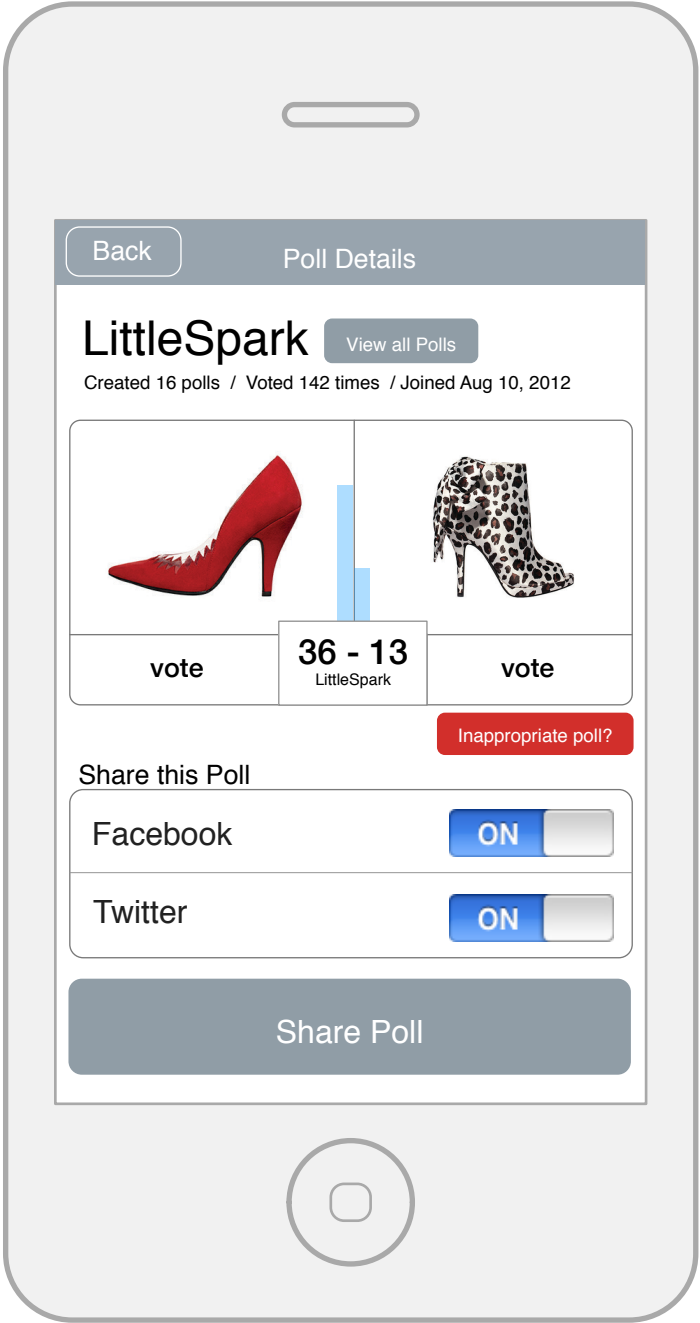 Back
Poll Details
LittleSpark
View all Polls
Created 16 polls / Voted 142 times / Joined Aug 10, 2012
vote
36 - 13
LittleSpark
vote
Inappropriate poll?
Share this Poll
Facebook
ON
Twitter
ON
Share Poll